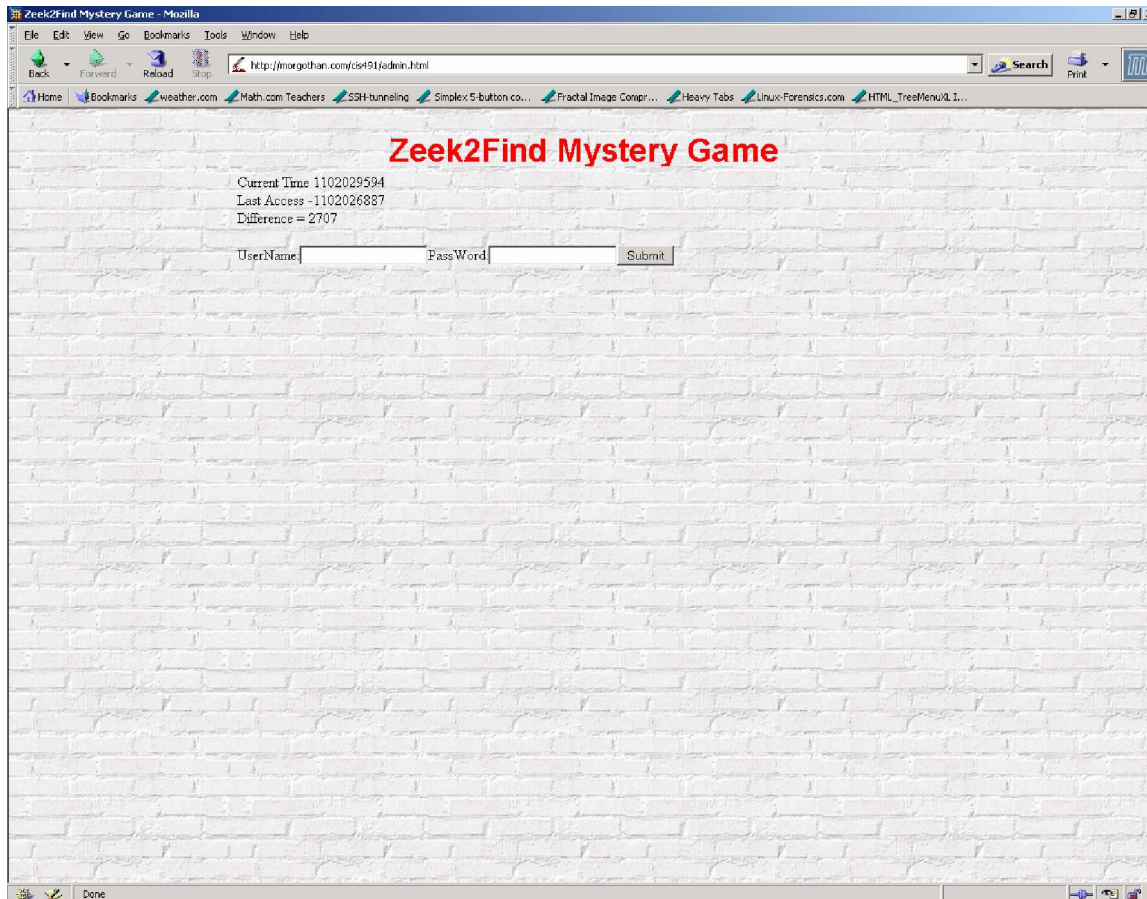 Zeek2Find Mystery Game - Mozilla
File Edit View Go Bookmarks Tools Window Help
Back Forward Reload Stop http://morgothan.com/cis491/admin.html Search Print
Home Bookmarks weather.com Math.com Teachers SSH-tunneling Simplex 5-button co... Fractal Image Compr... Heavy Tabs Linux-Forensics.com HTML_TreeMenuXL I...
Zeek2Find Mystery Game
Current Time 1102029594
Last Access -1102026887
Difference = 2707
UserName: PassWord: Submit
Done